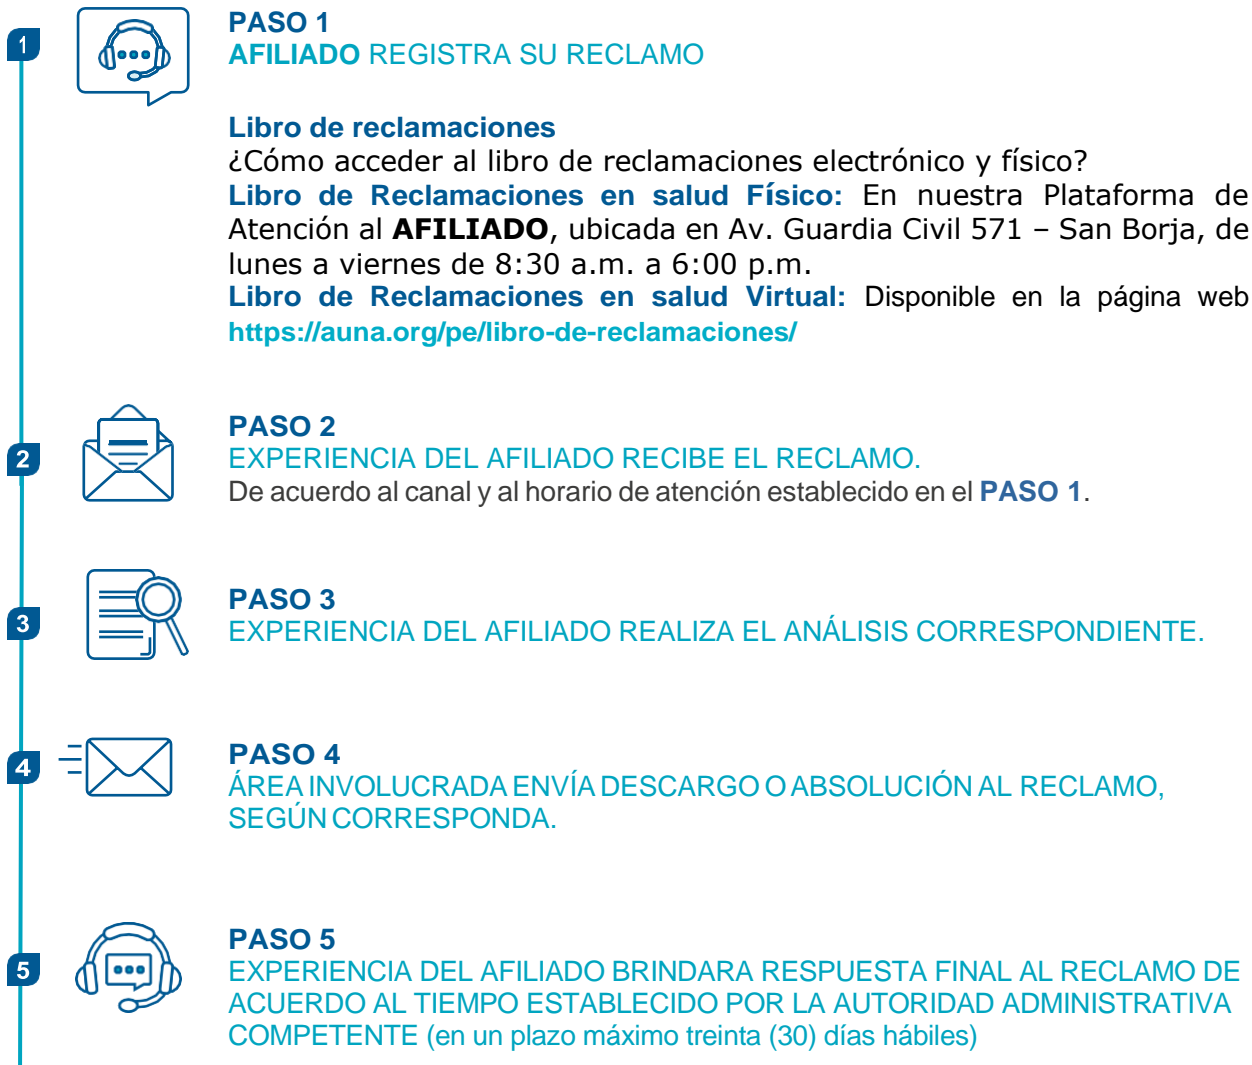 1
PASO 1
AFILIADO REGISTRA SU RECLAMO
Libro de reclamaciones
¿Cómo acceder al libro de reclamaciones electrónico y físico?
Libro de Reclamaciones en salud Físico: En nuestra Plataforma de
Atención al AFILIADO, ubicada en Av. Guardia Civil 571 – San Borja, de
lunes a viernes de 8:30 a.m. a 6:00 p.m.
Libro de Reclamaciones en salud Virtual: Disponible en la página web
https://auna.org/pe/libro-de-reclamaciones/
2
PASO 2
EXPERIENCIA DEL AFILIADO RECIBE EL RECLAMO.
De acuerdo al canal y al horario de atención establecido en el PASO 1.
3
PASO 3
EXPERIENCIA DEL AFILIADO REALIZA EL ANÁLISIS CORRESPONDIENTE.
4
PASO 4
ÁREA INVOLUCRADA ENVÍA DESCARGO O ABSOLUCIÓN AL RECLAMO,
SEGÚN CORRESPONDA.
5
PASO 5
EXPERIENCIA DEL AFILIADO BRINDARA RESPUESTA FINAL AL RECLAMO DE
ACUERDO AL TIEMPO ESTABLECIDO POR LA AUTORIDAD ADMINISTRATIVA
COMPETENTE (en un plazo máximo treinta (30) días hábiles)